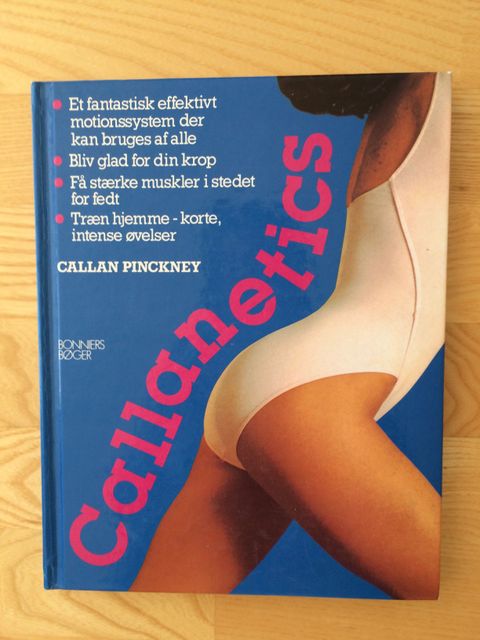 • Et fantastisk effektivt
motionssystem der
kan bruges af alle
• Bliv glad for din krop
• Få stærke muskler i stedet
for fedt
• Træn hjemme - korte,
intense øvelser
CALLAN PINCKNEY
BONNIERS
BØGER
Callanetics